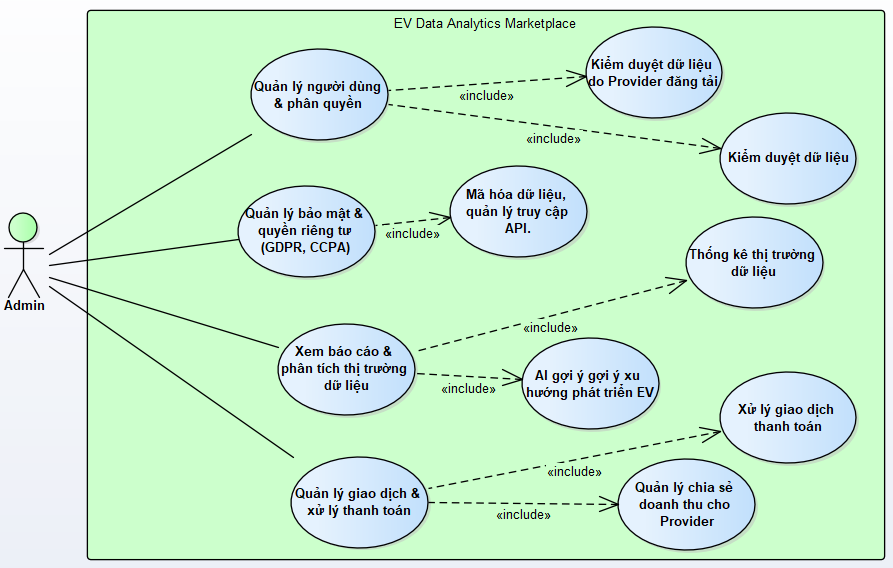 EV Data Analytics Marketplace
Quản lý người dùng
& phân quyền
«include»
Kiểm duyệt dữ liệu
do Provider đăng tải
«include»
Kiểm duyệt dữ liệu
Quản lý bảo mật &
quyền riêng tư
(GDPR, CCPA)
«include»
Mã hóa dữ liệu,
quản lý truy cập
API.
Admin
Xem báo cáo &
phân tích thị trường
dữ liệu
«include»
Thống kê thị trường
dữ liệu
«include»
AI gợi ý gợi ý xu
hướng phát triển EV
Quản lý giao dịch &
xử lý thanh toán
«include»
Xử lý giao dịch
thanh toán
«include»
Quản lý chia sẻ
doanh thu cho
Provider